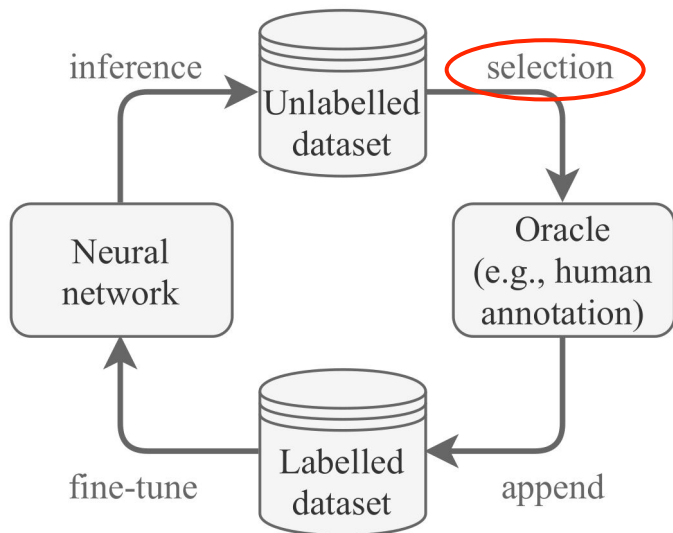 inference
selection
Unlabelled
dataset
Neural
network
Oracle
(e.g., human
annotation)
Labelled
dataset
fine-tune
append